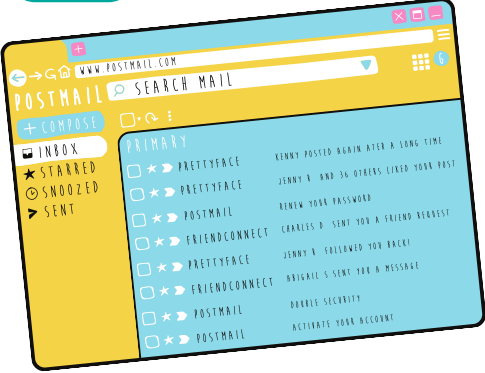 WWW.POSTMAIL.COM
POSTMAIL
SEARCH MAIL
G
+ COMPOSE
INBOX
STARRED
SNOOZED
SENT
PRIMARY
PRETTYFACE KENNY POSTED AGAIN ATER A LONG TIME
PRETTYFACE JENNY R AND 36 OTHERS LIKED YOUR POST
POSTMAIL RENEW YOUR PASSWORD
FRIENDCONNECT CHARLES D SENT YOU A FRIEND REQUEST
PRETTYFACE JENNY R FOLLOWED YOU BACK!
FRIENDCONNECT ABIGAIL S SENT YOU A MESSAGE
POSTMAIL DOUBLE SECURITY
POSTMAIL ACTIVATE YOUR ACCOUNT